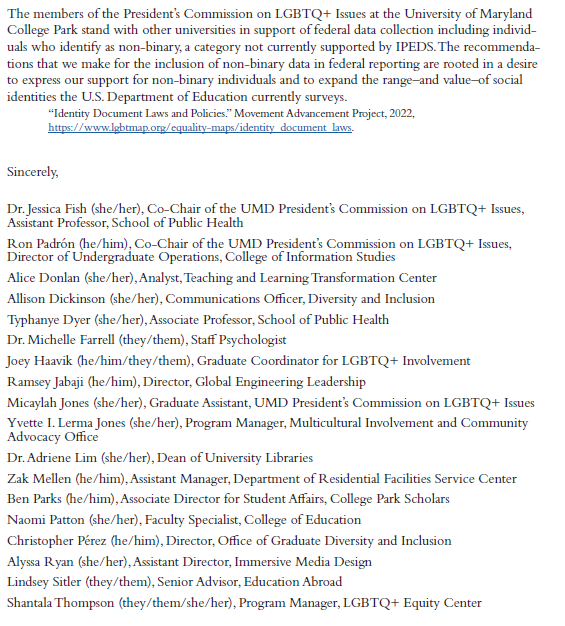 The members of the President's Commission on LGBTQ+ Issues at the University of Maryland
College Park stand with other universities in support of federal data collection including individ-
uals who identify as non-binary, a category not currently supported by IPEDS. The recommenda-
tions that we make for the inclusion of non-binary data in federal reporting are rooted in a desire
to express our support for non-binary individuals and to expand the range–and value–of social
identities the U.S. Department of Education currently surveys.
"Identity Document Laws and Policies." Movement Advancement Project, 2022,
https://www.lgbtmap.org/equality-maps/identity_document_laws.
Sincerely,
Dr. Jessica Fish (she/her), Co-Chair of the UMD President's Commission on LGBTQ+ Issues,
Assistant Professor, School of Public Health
Ron Padrón (he/him), Co-Chair of the UMD President's Commission on LGBTQ+ Issues,
Director of Undergraduate Operations, College of Information Studies
Alice Donlan (she/her), Analyst, Teaching and Learning Transformation Center
Allison Dickinson (she/her), Communications Officer, Diversity and Inclusion
Typhanye Dyer (she/her), Associate Professor, School of Public Health
Dr. Michelle Farrell (they/them), Staff Psychologist
Joey Haavik (he/him/they/them), Graduate Coordinator for LGBTQ+ Involvement
Ramsey Jabaji (he/him), Director, Global Engineering Leadership
Micaylah Jones (she/her), Graduate Assistant, UMD President's Commission on LGBTQ+ Issues
Yvette I. Lerma Jones (she/her), Program Manager, Multicultural Involvement and Community
Advocacy Office
Dr. Adriene Lim (she/her), Dean of University Libraries
Zak Mellen (he/him), Assistant Manager, Department of Residential Facilities Service Center
Ben Parks (he/him), Associate Director for Student Affairs, College Park Scholars
Naomi Patton (she/her), Faculty Specialist, College of Education
Christopher Pérez (he/him), Director, Office of Graduate Diversity and Inclusion
Alyssa Ryan (she/her), Assistant Director, Immersive Media Design
Lindsey Sitler (they/them), Senior Advisor, Education Abroad
Shantala Thompson (they/them/she/her), Program Manager, LGBTQ+ Equity Center